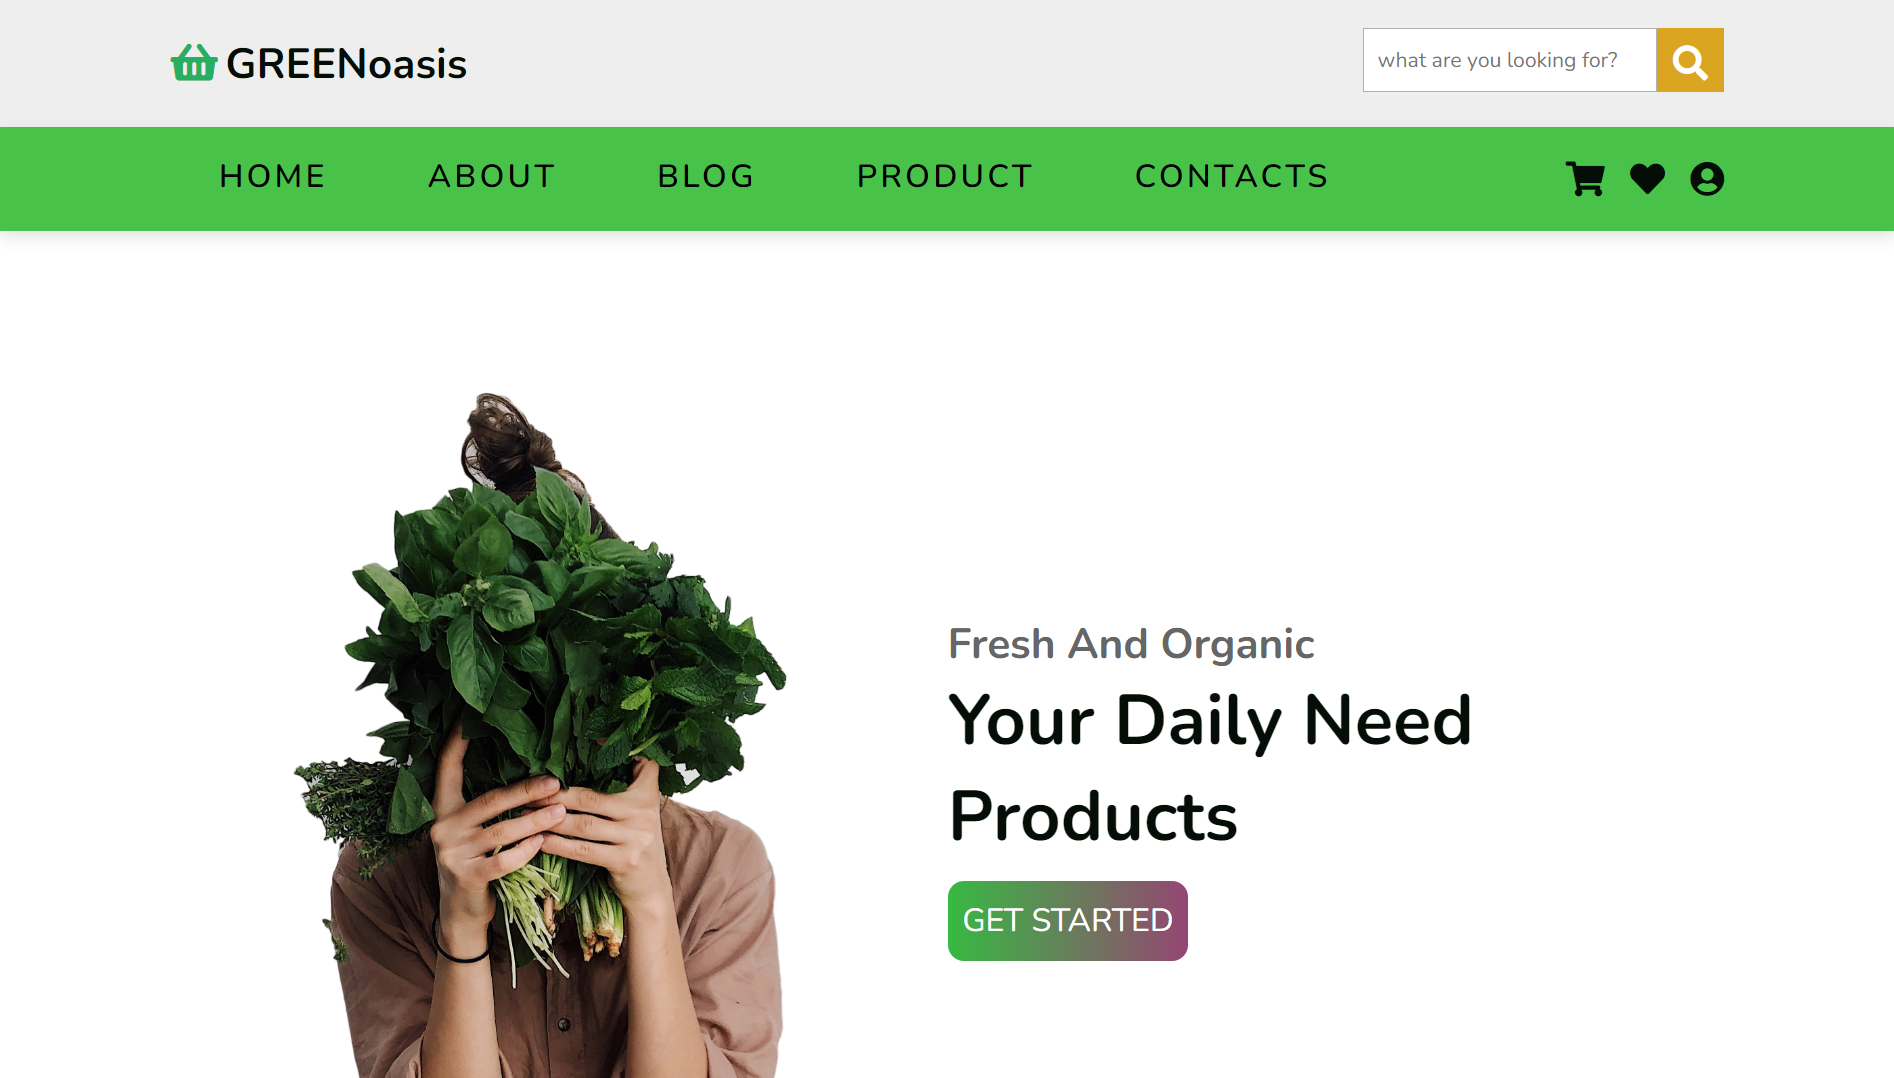 GREENoasis
what are you looking for?
HOME ABOUT BLOG PRODUCT CONTACTS
Fresh And Organic
Your Daily Need
Products
GET STARTED